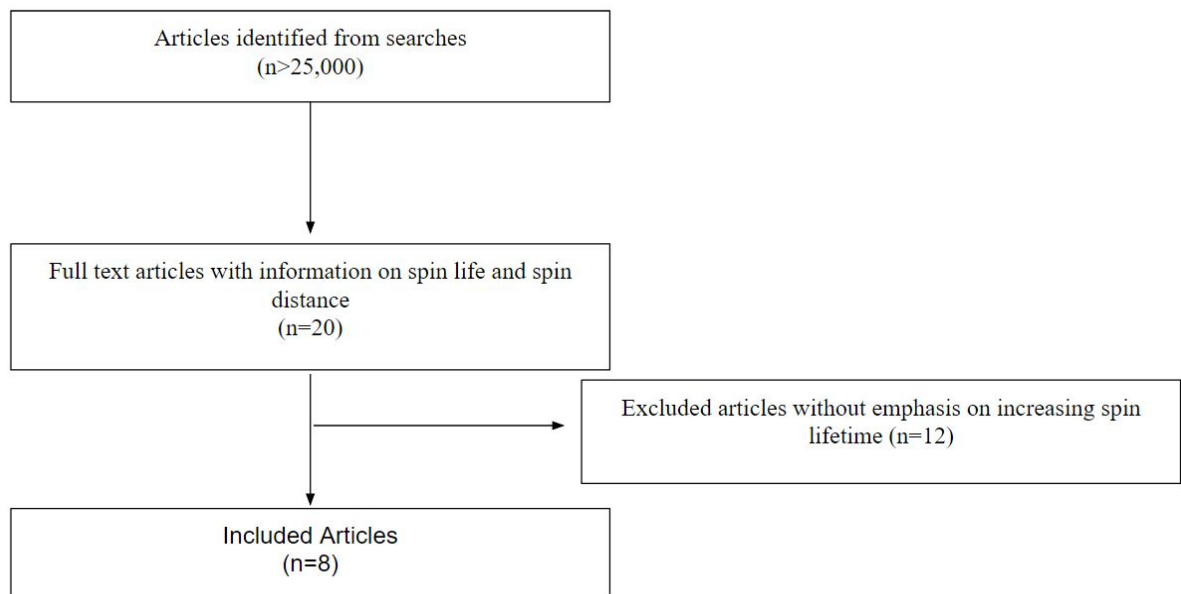 Articles identified from searches
(n>25,000)
Full text articles with information on spin life and spin
distance
(n=20)
Excluded articles without emphasis on increasing spin
lifetime (n=12)
Included Articles
(n=8)